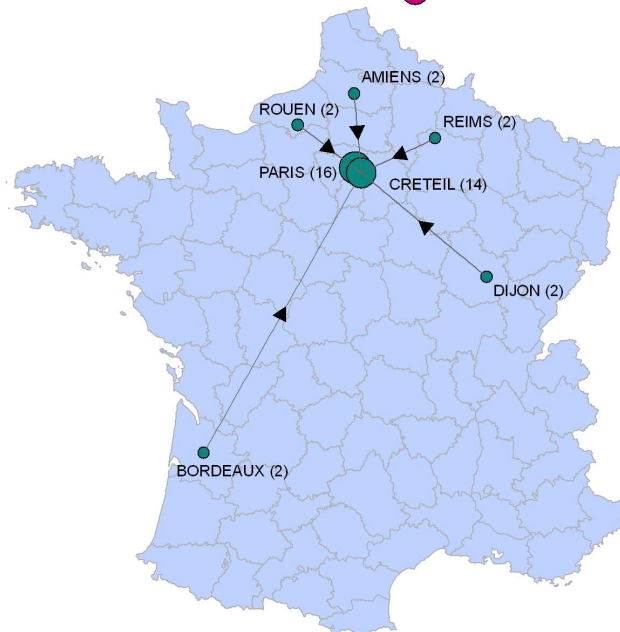 AMIENS (2)
ROUEN (2)
REIMS (2)
PARIS (16)
CRETEIL (14)
DIJON (2)
BORDEAUX (2)